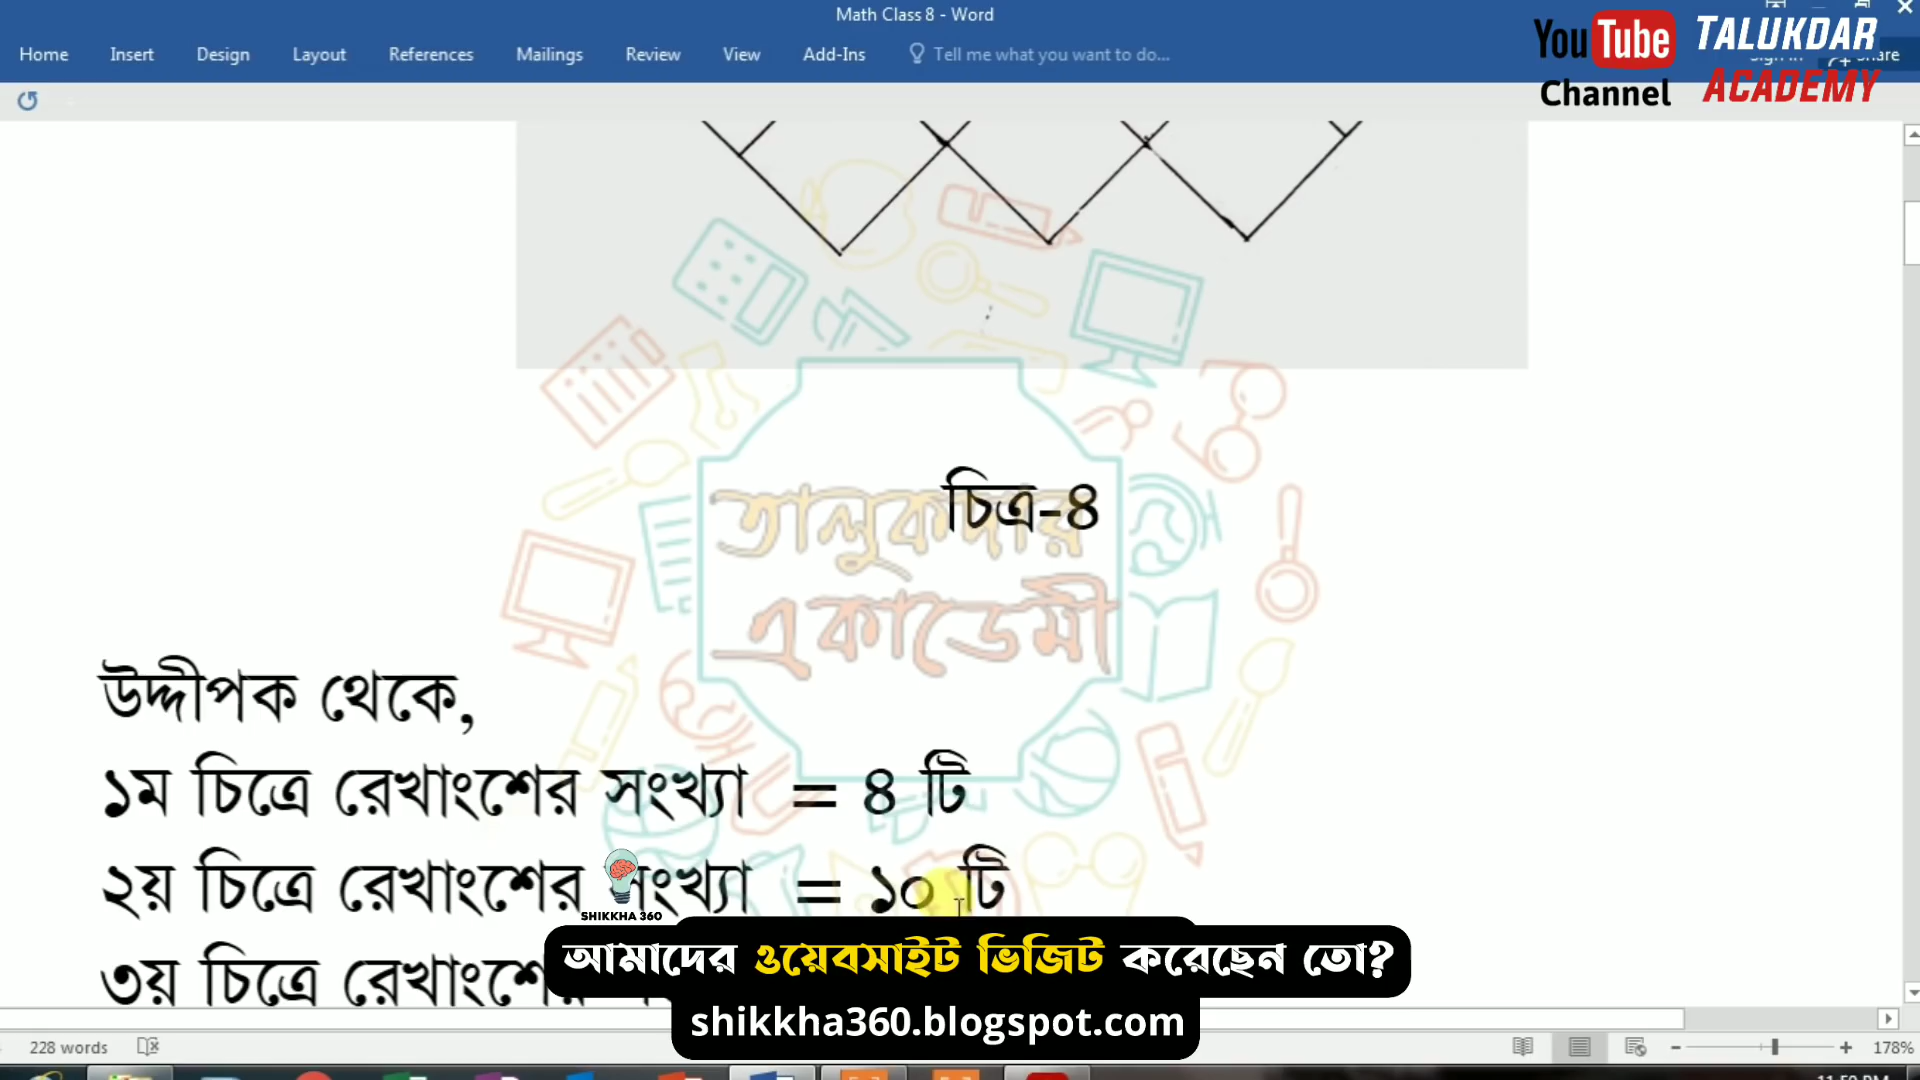 Math Class 8 - Word
Home Insert Design Layout References Mailings Review View Add-Ins Tell me what you want to do...
YouTube Channel
TALUKDAR ACADEMY
চিত্র-৪
তালুকদার
একাডেমী
উদ্দীপক থেকে,
১ম চিত্রে রেখাংশের সংখ্যা = ৪ টি
২য় চিত্রে রেখাংশের সংখ্যা = ১০ টি
৩য় চিত্রে রেখাংশের
SHIKKHA 360
আমাদের ওয়েবসাইট ভিজিট করেছেন তো?
shikkha360.blogspot.com
228 words
178%